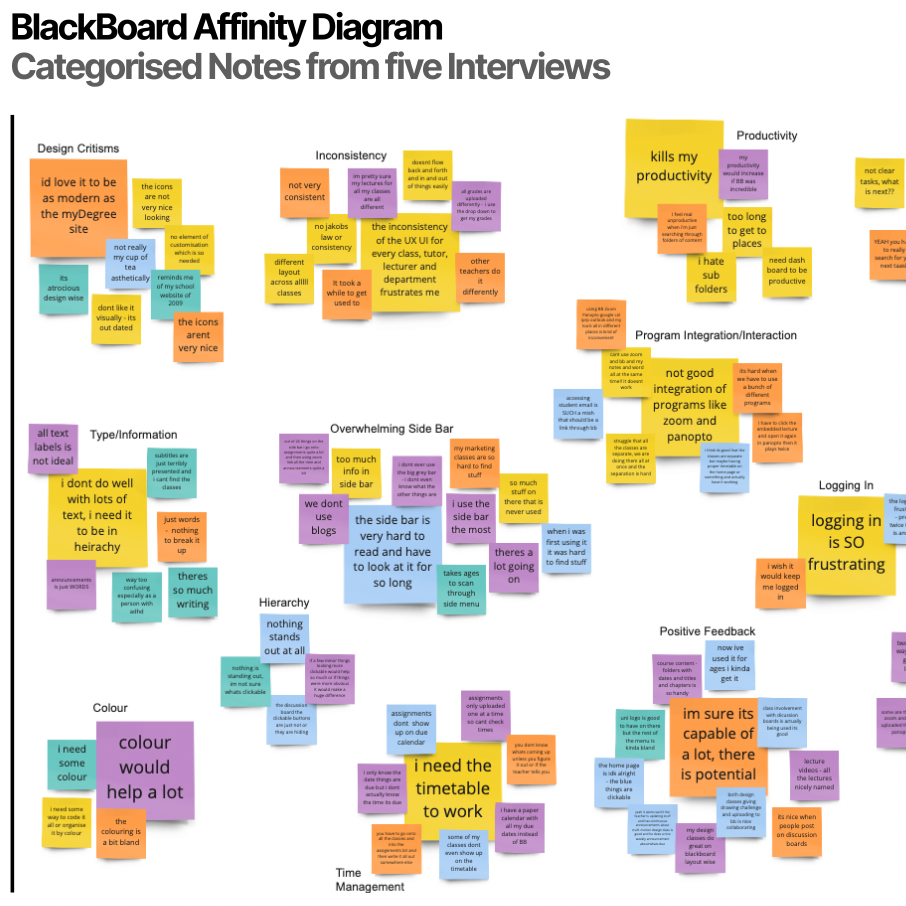 BlackBoard Affinity Diagram
Categorised Notes from five Interviews
Design Critisms
id love it to be
as modern as
the myDegree
site
the icons
are not
very nice
looking
not really
my cup of
tea
asthetically
no element of
customisation
which is so
needed
its
atrocious
design wise
reminds me
of my school
website of
2009
dont like it
visually - its
out dated
the icons
arent
very nice
Inconsistency
not very
consistent
im pretty sure
my lectures for
all my classes
are all
different
doesnt flow
back and forth
and in and out
of things easily
all grades are
uploaded
differently - i use
the drop down to
get my grades
no jakobs
law or
consistency
the inconsistency
of the UX UI for
every class, tutor,
lecturer and
department
frustrates me
different
layout
across alllll
classes
It took a
while to get
used to
other
teachers do
it
differently
Productivity
kills my
productivity
my
productivity
would increase
if BB was
incredible
i feel real
unproductive
when i'm just
searching through
folders of content
too long
to get to
places
i hate
sub
folders
need dash
board to be
productive
not clear
tasks, what
is next??
Program Integration/Interaction
cant use zoom
and bb and my
notes and word
all at the same
time!! it doesnt
work
not good
integration of
programs like
zoom and
panopto
its hard when
we have to use
a bunch of
different
programs
accessing
student email is
SUCH a mish
that should be a
link through bb
i have to click the
embedded lecture
and open it again
in panopto then it
plays twice
struggle that all
the classes are
seperate, we are
doing them all at
once and the
separation is hard
Type/Information
all text
labels is
not ideal
subtitles are
just terribly
presented and
i cant find the
classes
i dont do well
with lots of
text, i need it
to be in
heirachy
just words
- nothing
to break it
up
announcements
is just WORDS
way too
confusing
especially as a
person with
adhd
theres
so much
writing
Overwhelming Side Bar
too much
info in
side bar
i dont ever use
the big grey bar
- i dont even
know what the
other things are
my marketing
classes are so
hard to find
stuff
so much
stuff on
there that is
never used
we dont
use
blogs
the side bar is
very hard to
read and have
to look at it for
so long
i use the
side bar
the most
when i was
first using it
it was hard
to find stuff
theres a
lot going
on
takes ages
to scan
through
side menu
Logging In
logging in
is SO
frustrating
i wish it
would keep
me logged
in
Hierarchy
nothing
stands
out at all
nothing is
standing out,
im not sure
whats clickable
if a few minor things
looking more
clickable would help
so much or if things
were more obvious
it would make a
huge difference
the discussion
board the
clickable buttons
are just not or
they are hiding
Colour
i need
some
colour
colour
would
help a lot
i need some
way to code it
all or organise
it by colour
the
colouring is
a bit bland
Time
Management
assignments
dont show
up on due
calendar
assignments
only uploaded
one at a time
so cant check
times
i need the
timetable
to work
you dont know
whats coming up
unless you figure
it out or if the
teacher tells you
i only know the
date things are
due but i dont
actually know
the time its due
i have a paper
calendar with
all my due
dates instead
of BB
you have to go onto
all the classes and
into the
assignments bit and
then write it all out
somewhere else
some of my
classes dont
even show up
on the
timetable
Positive Feedback
course content -
folders with
dates and titles
and chapters is
so handy
now ive
used it for
ages i kinda
get it
uni logo is good
to have on there
but the rest of
the menu is
kinda bland
im sure its
capable of
a lot, there
is potential
class involvement
with dicussion
boards is actually
being used its
good!
the home page
is idk alright
- the blue
things are
clickable
lecture
videos - all
the lectures
nicely named
both design
classes giving
drawing challenge
and uploading to
bb is nice
collaborating
its nice when
people post
on discussion
boards
my design
classes do
great on
blackboard
layout wise